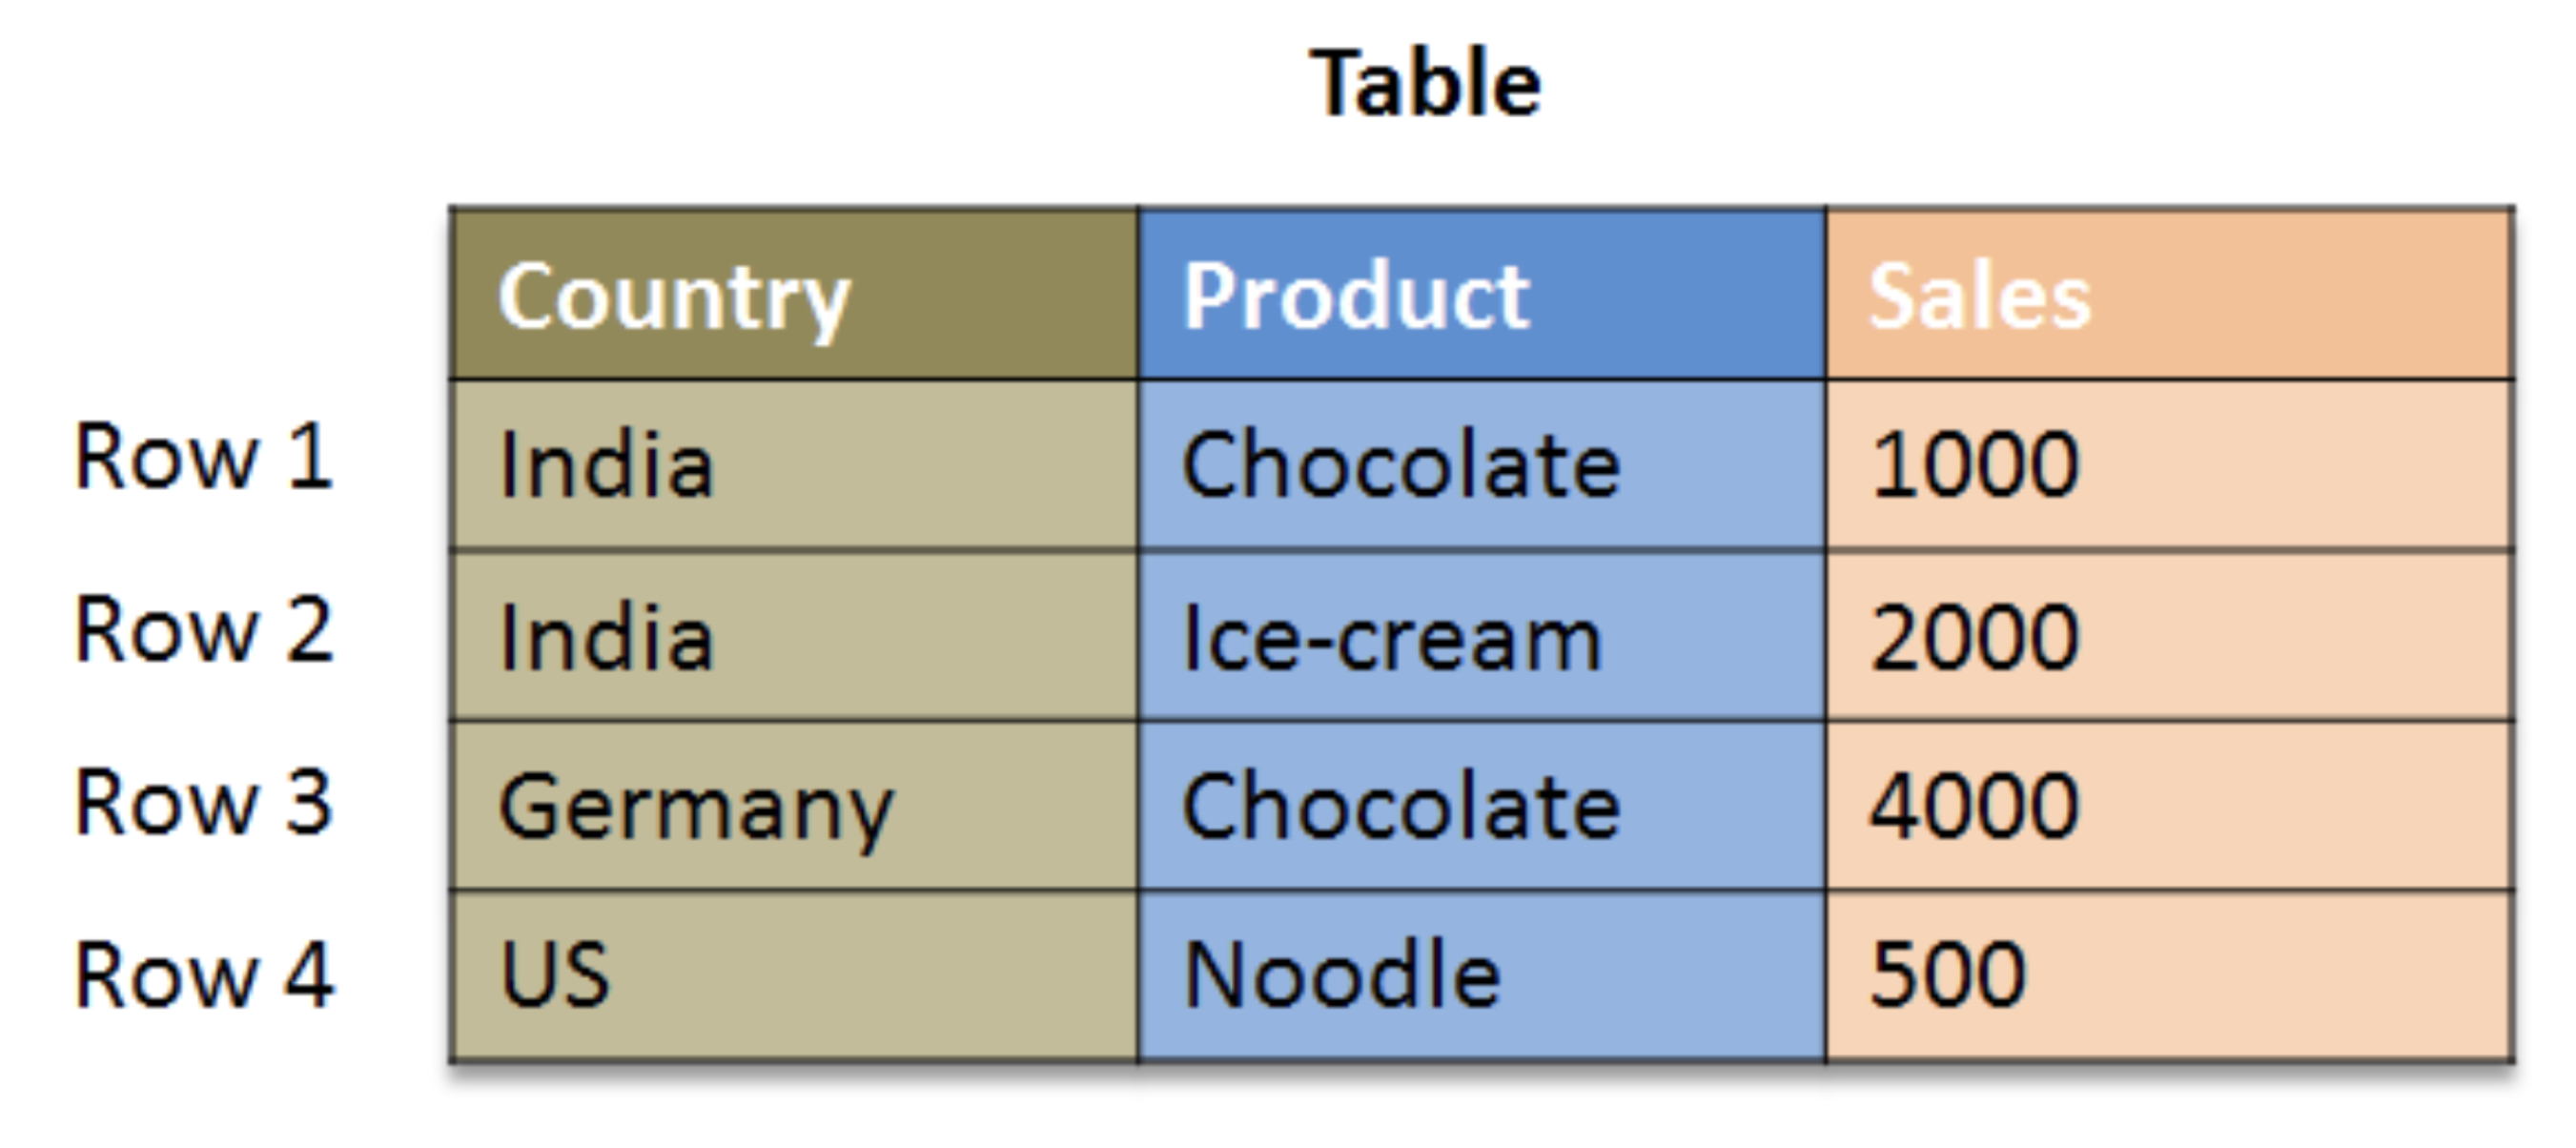 Table
Country Product Sales
Row 1 India Chocolate 1000
Row 2 India Ice-cream 2000
Row 3 Germany Chocolate 4000
Row 4 US Noodle 500